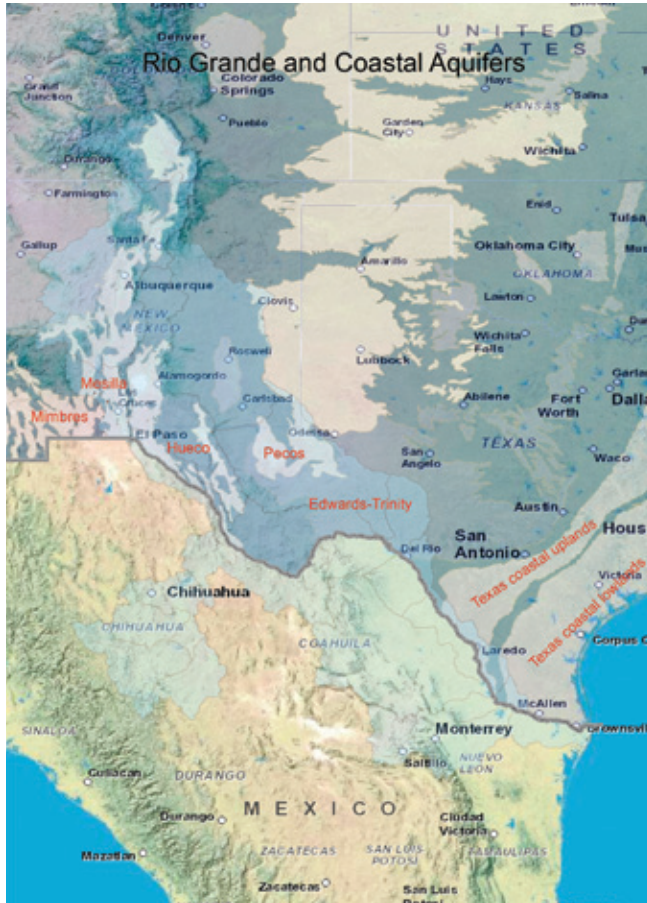 UNITED
STATES
Denver
Rio Grande and Coastal Aquifers
Grand
Junction
Colorado
Springs
Hays
Salina
KANSAS
Pueblo
Garden
City
Wichita
Durango
Farmington
Enid
Tulsa
Gallup
Santa Fe
Oklahoma City
Amarillo
OKLAHOMA
Albuquerque
Lawton
NEW
MEXICO
Clovis
Wichita
Falls
Roswell
Lubbock
Garla
Mesilla
Alamogordo
Abilene
Fort
Worth
Dalla
Las
Cruces
Mimbres
Carlsbad
El Paso
Odessa
Hueco
Pecos
San
Angelo
TEXAS
Waco
Edwards-Trinity
Austin
San
Antonio
Hous
Del Rio
Texas coastal uplands
Victoria
Chihuahua
Texas coastal lowlands
CHIHUAHUA
COAHUILA
Corpus C
Laredo
McAllen
Monterrey
Brownsvil
SINALOA
Saltillo
NUEVO
LEÓN
Culiacan
DURANGO
MEXICO
Durango
Ciudad
Victoria
Mazatlan
ZACATECAS
SAN LUIS
POTOSI
TAMAULIPAS
Zacatecas
San Luis